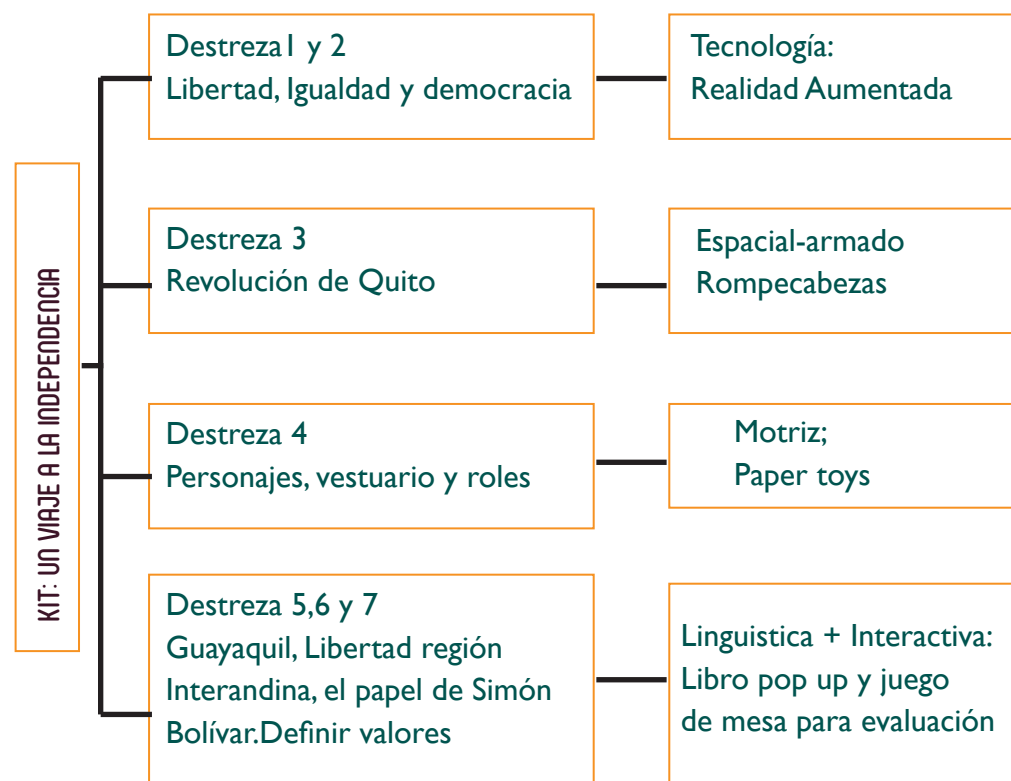 KIT: UN VIAJE A LA INDEPENDENCIA
Destreza1 y 2
Libertad, Igualdad y democracia
Tecnología:
Realidad Aumentada
Destreza 3
Revolución de Quito
Espacial-armado
Rompecabezas
Destreza 4
Personajes, vestuario y roles
Motriz;
Paper toys
Destreza 5,6 y 7
Guayaquil, Libertad región
Interandina, el papel de Simón
Bolívar.Definir valores
Linguistica + Interactiva:
Libro pop up y juego
de mesa para evaluación